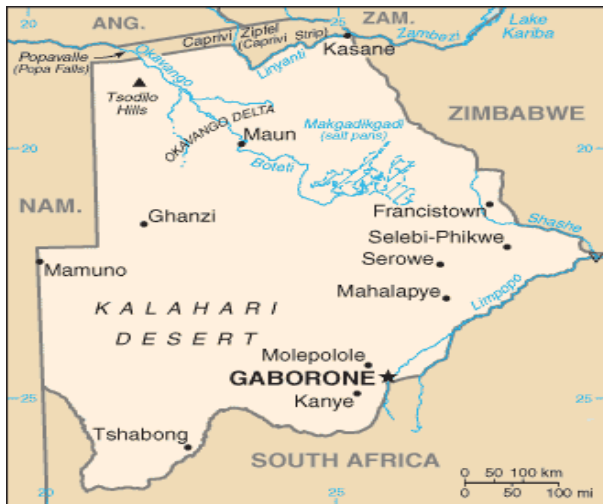 ANG.
ZAM.
20
25
Lake
Kariba
Caprivi Zipfel
(Caprivi Strip)
Zambezi
Kasane
Popavalle
(Popa Falls)
Okavango
Linyanti
Tsodilo
Hills
OKAVANGO DELTA
ZIMBABWE
Makgadikgadi
(salt pans)
Maun
20
20
Boteti
NAM.
Ghanzi
Francistown
Shashe
Selebi-Phikwe
Serowe
Mamuno
Mahalapye
Limpopo
KALAHARI
DESERT
Molepolole
GABORONE
Kanye
25
25
Tshabong
SOUTH AFRICA
0 50 100 km
0 50 100 mi
20
25